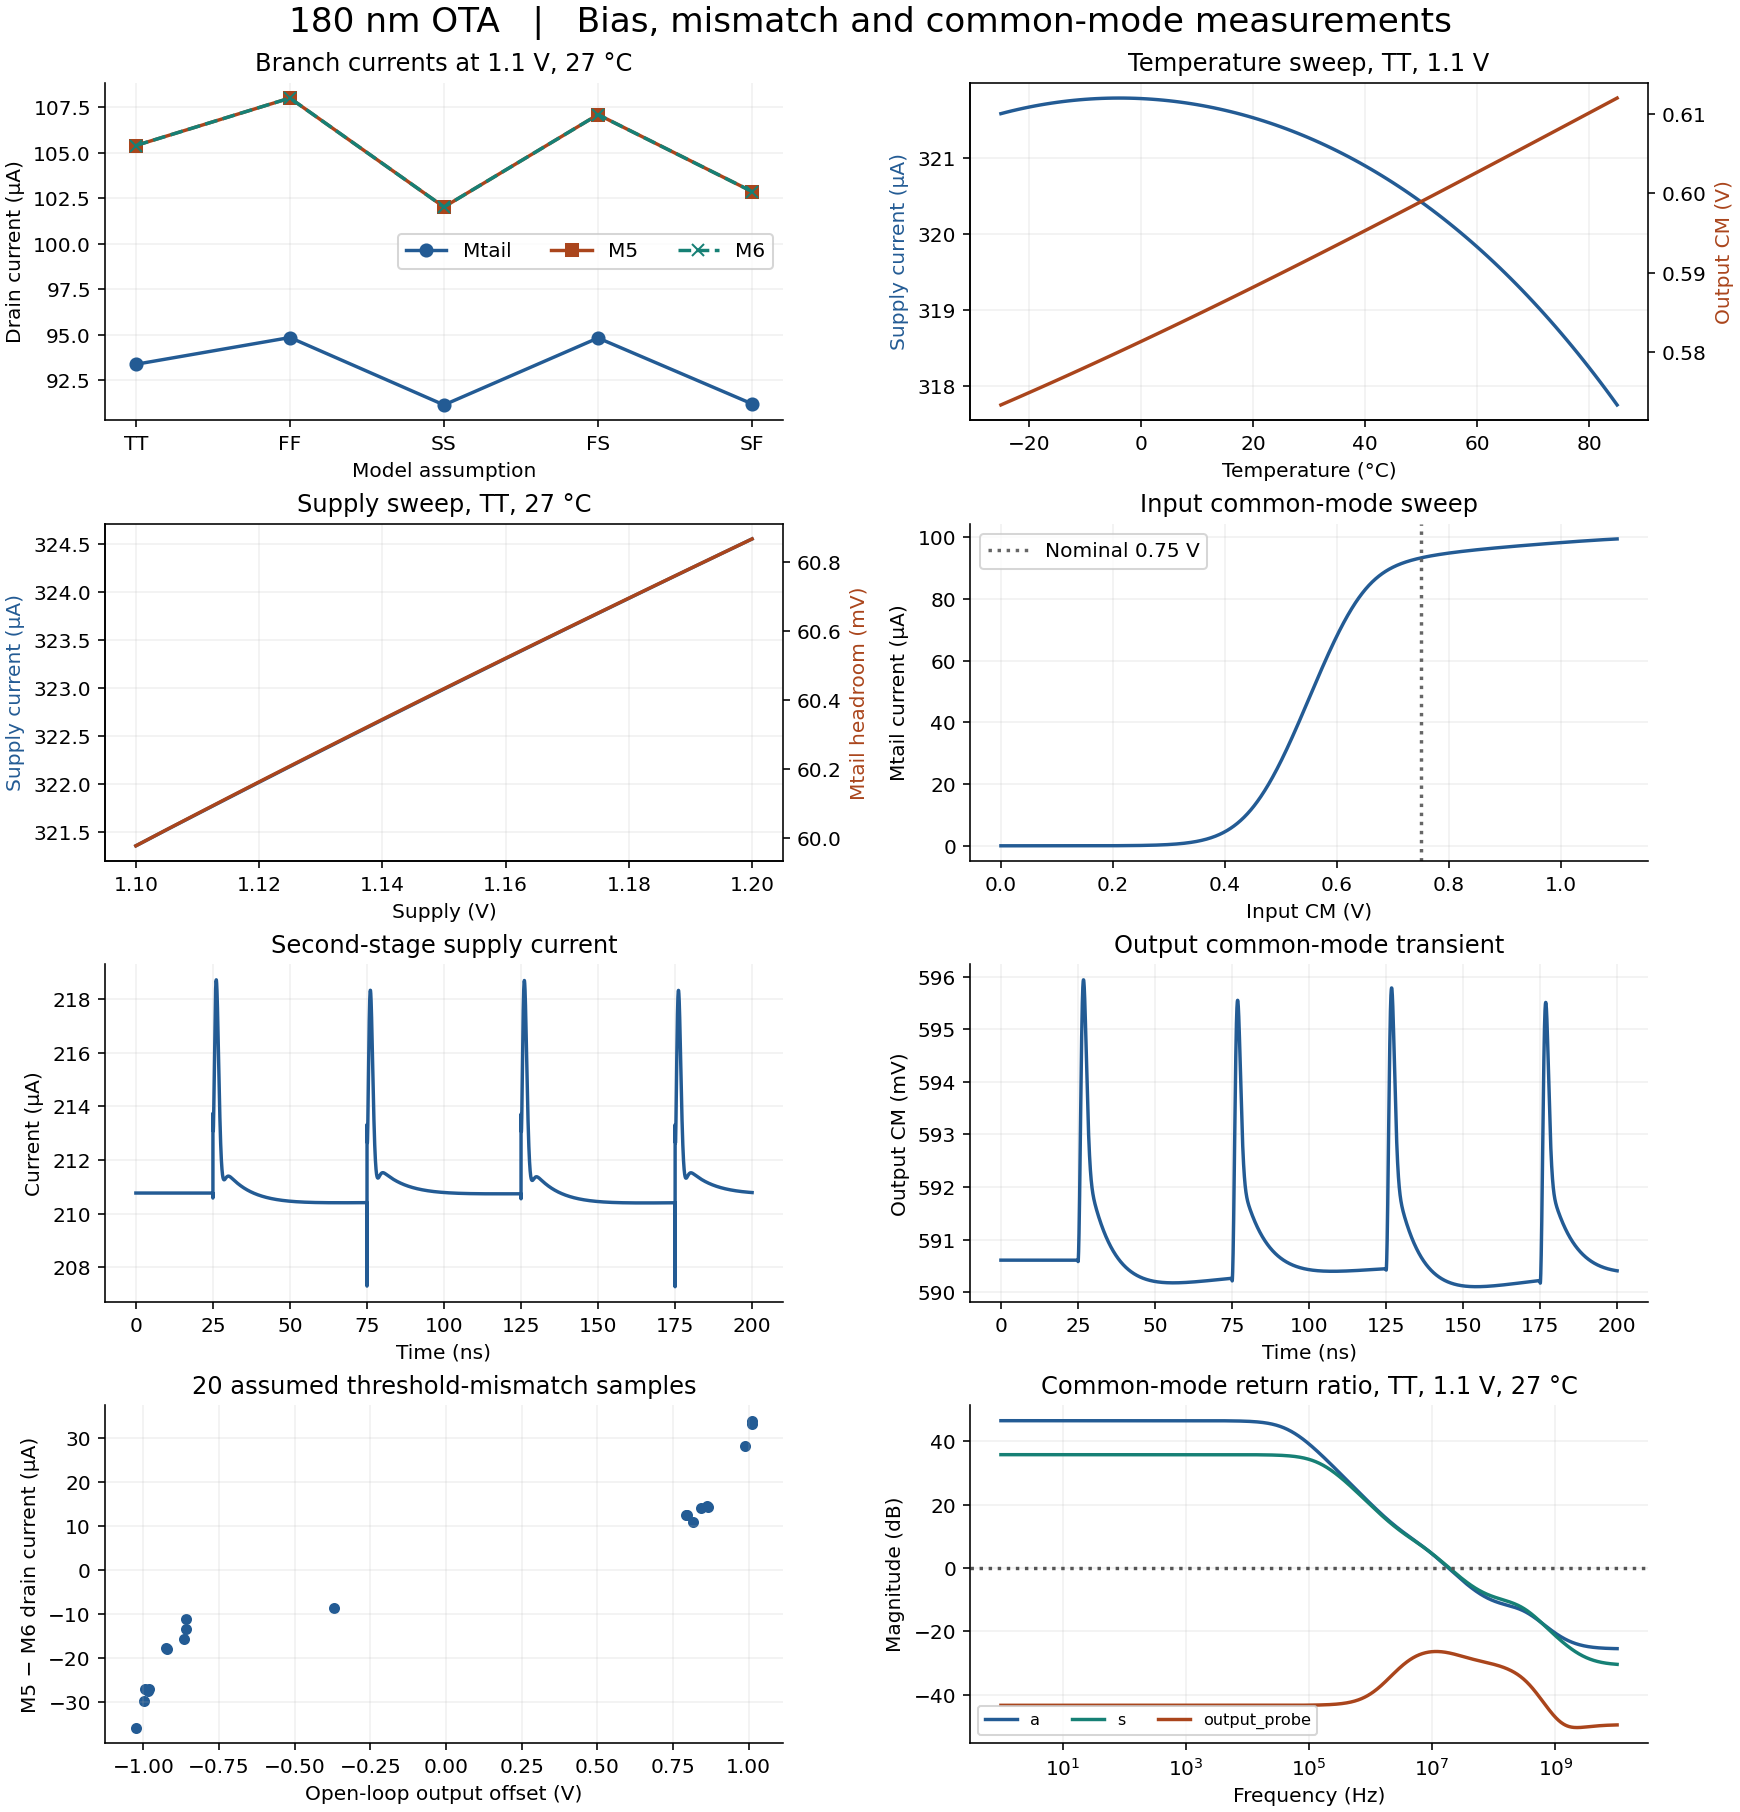 180 nm OTA | Bias, mismatch and common-mode measurements
Branch currents at 1.1 V, 27 °C
Drain current (µA)
107.5
105.0
102.5
100.0
97.5
95.0
92.5
Mtail M5 M6
TT FF SS FS SF
Model assumption
Temperature sweep, TT, 1.1 V
Supply current (µA)
321
320
319
318
Output CM (V)
0.61
0.60
0.59
0.58
−20 0 20 40 60 80
Temperature (°C)
Supply sweep, TT, 27 °C
Supply current (µA)
324.5
324.0
323.5
323.0
322.5
322.0
321.5
Mtail headroom (mV)
60.8
60.6
60.4
60.2
60.0
1.10 1.12 1.14 1.16 1.18 1.20
Supply (V)
Input common-mode sweep
Mtail current (µA)
100
80
60
40
20
0
Nominal 0.75 V
0.0 0.2 0.4 0.6 0.8 1.0
Input CM (V)
Second-stage supply current
Current (µA)
218
216
214
212
210
208
0 25 50 75 100 125 150 175 200
Time (ns)
Output common-mode transient
Output CM (mV)
596
595
594
593
592
591
590
0 25 50 75 100 125 150 175 200
Time (ns)
20 assumed threshold-mismatch samples
M5 − M6 drain current (µA)
30
20
10
0
−10
−20
−30
−1.00 −0.75 −0.50 −0.25 0.00 0.25 0.50 0.75 1.00
Open-loop output offset (V)
Common-mode return ratio, TT, 1.1 V, 27 °C
Magnitude (dB)
40
20
0
−20
−40
a s output_probe
10¹ 10³ 10⁵ 10⁷ 10⁹
Frequency (Hz)